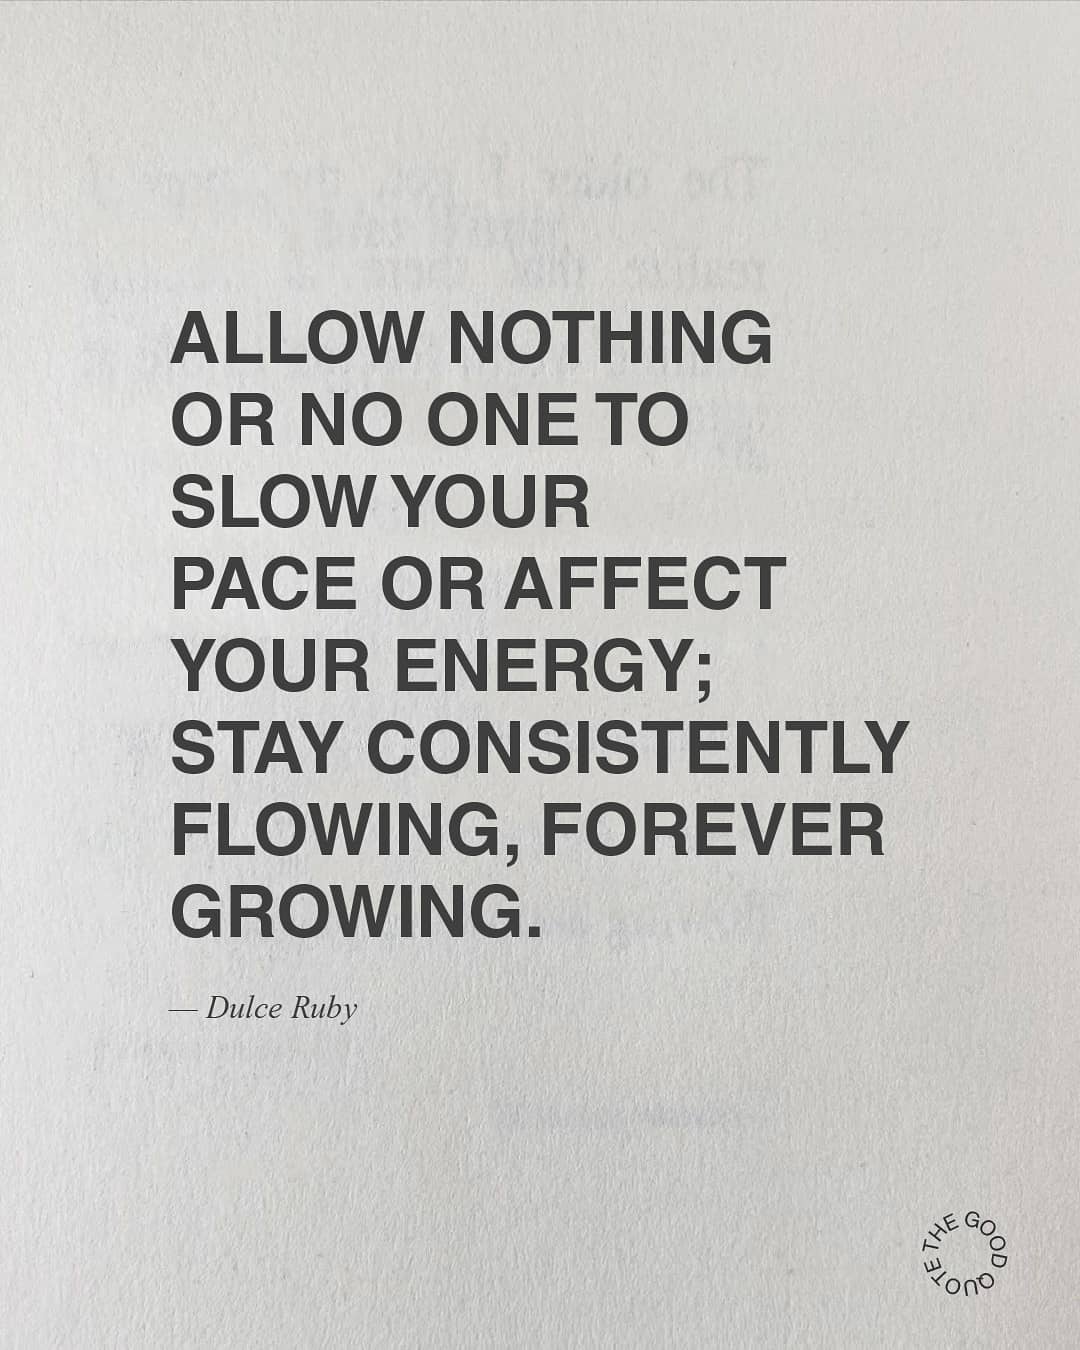 ALLOW NOTHING
OR NO ONE TO
SLOW YOUR
PACE OR AFFECT
YOUR ENERGY;
STAY CONSISTENTLY
FLOWING, FOREVER
GROWING.
— Dulce Ruby
THE GOOD QUOTE